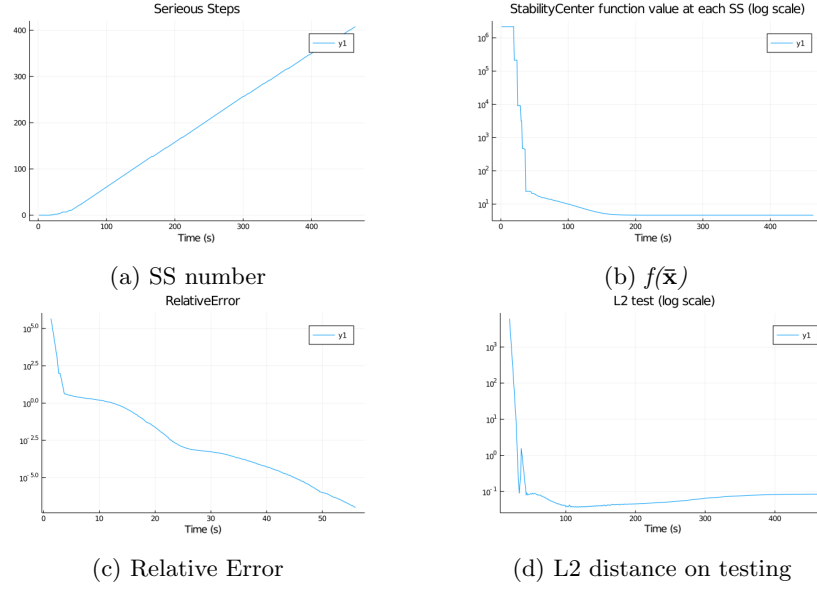 Serieous Steps
y1
400
300
200
100
0
0 100 200 300 400
Time (s)
(a) SS number
StabilityCenter function value at each SS (log scale)
y1
10^6
10^5
10^4
10^3
10^2
10^1
0 100 200 300 400
Time (s)
(b) f(x̄)
RelativeError
y1
10^5.0
10^2.5
10^0.0
10^-2.5
10^-5.0
0 10 20 30 40 50
Time (s)
(c) Relative Error
L2 test (log scale)
y1
10^3
10^2
10^1
10^0
10^-1
100 200 300 400
Time (s)
(d) L2 distance on testing